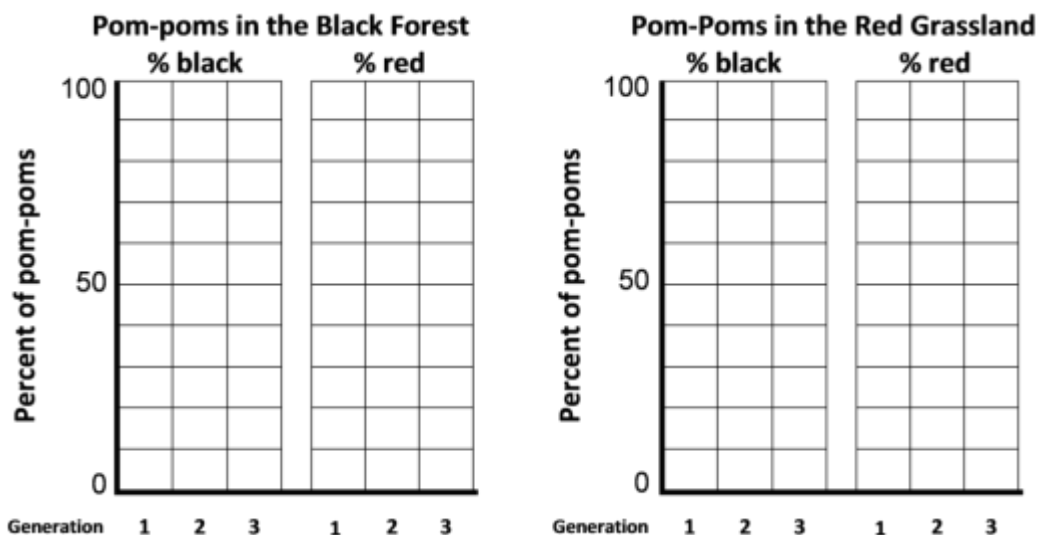 Pom-poms in the Black Forest
% black % red
100
50
0
Percent of pom-poms
Generation 1 2 3 1 2 3
Pom-Poms in the Red Grassland
% black % red
100
50
0
Percent of pom-poms
Generation 1 2 3 1 2 3